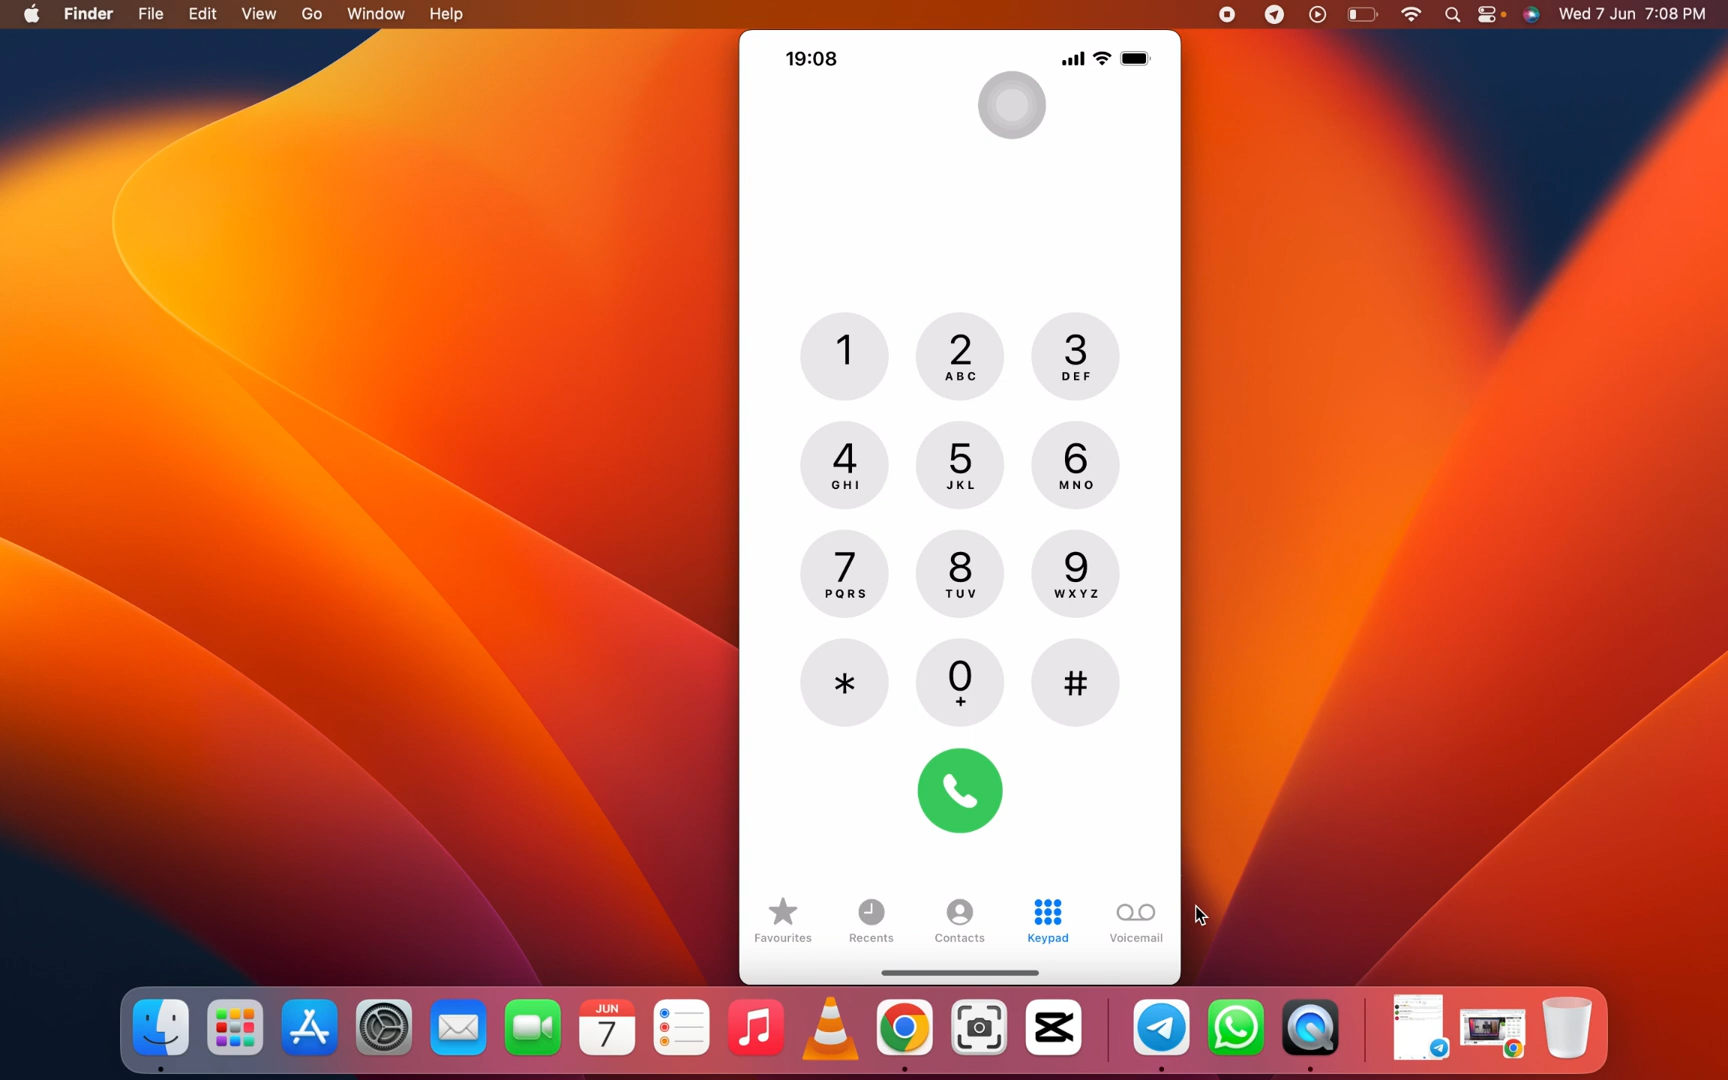 Finder File Edit View Go Window Help Wed 7 Jun 7:08 PM
19:08
1 2 3
ABC DEF
4 5 6
GHI JKL MNO
7 8 9
PQRS TUV WXYZ
* 0 #
+
Favourites Recents Contacts Keypad Voicemail
JUN
7